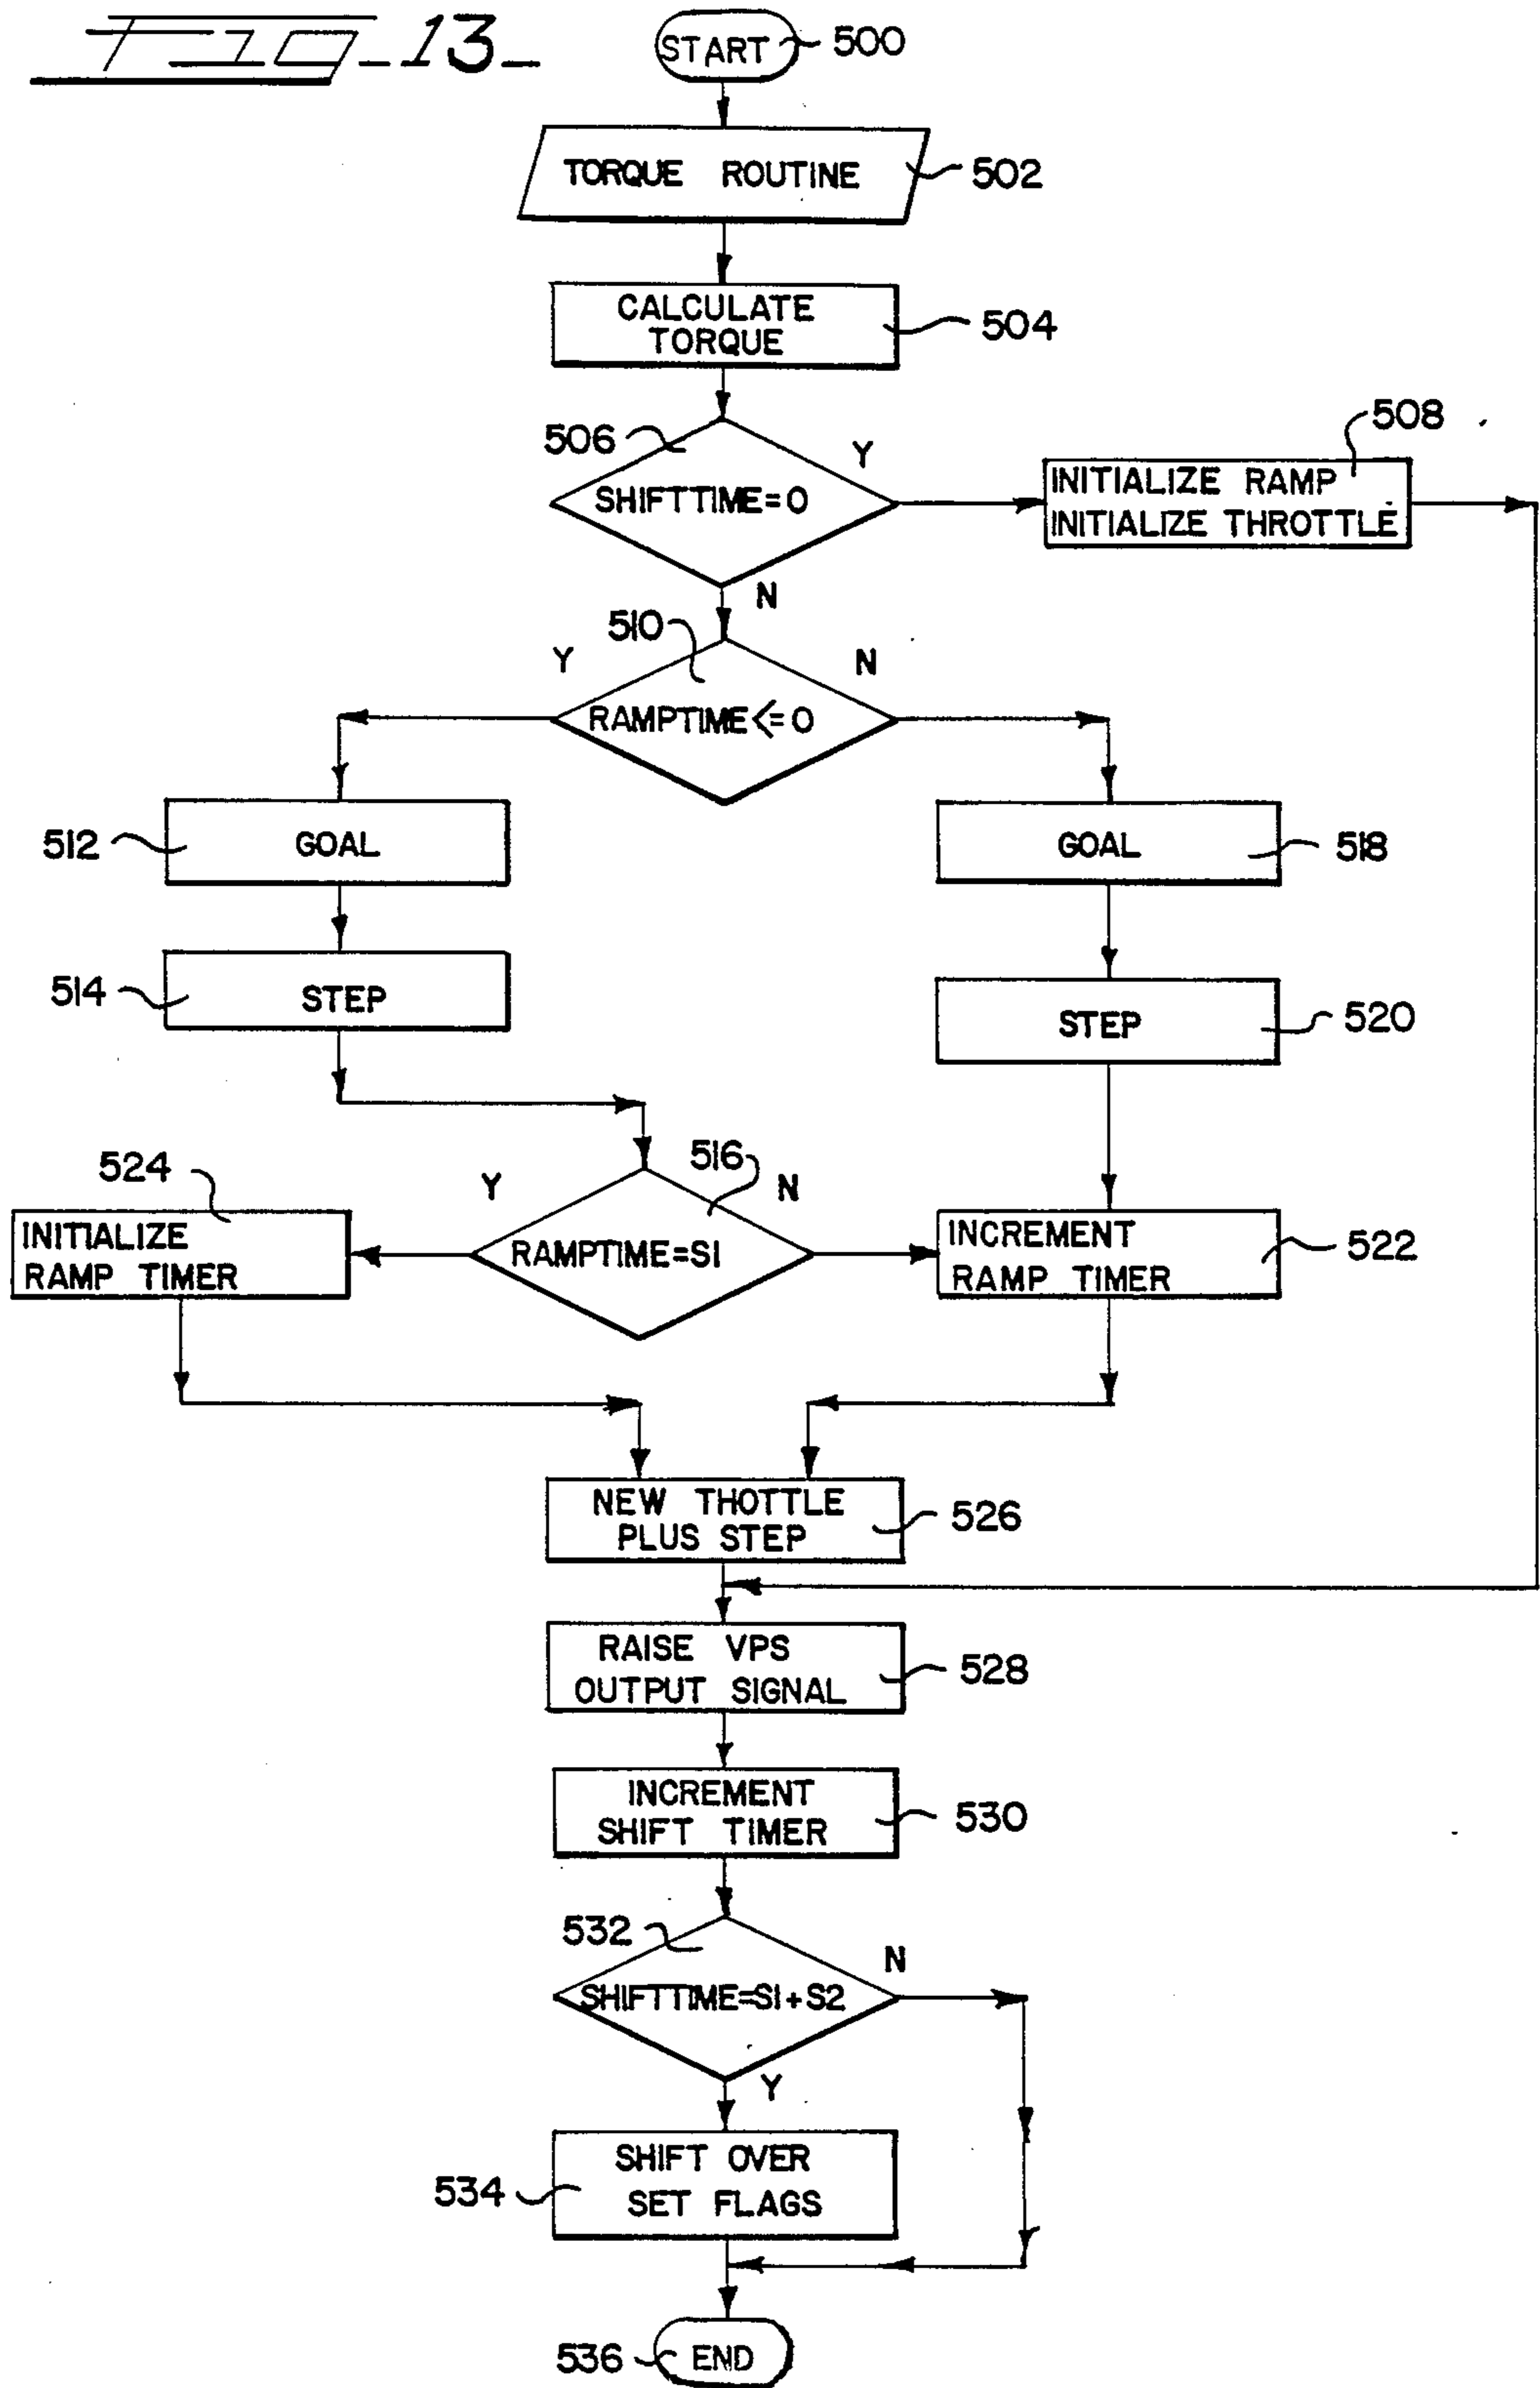 FIG_13_
START 500
TORQUE ROUTINE 502
CALCULATE
TORQUE
504
506
SHIFTTIME=0
Y
N
508
INITIALIZE RAMP
INITIALIZE THROTTLE
510
Y
N
RAMPTIME<=0
512
GOAL
GOAL
518
514
STEP
STEP
520
516
Y
N
RAMPTIME=S1
524
INITIALIZE
RAMP TIMER
INCREMENT
RAMP TIMER
522
NEW THOTTLE
PLUS STEP
526
RAISE VPS
OUTPUT SIGNAL
528
INCREMENT
SHIFT TIMER
530
532
N
SHIFTTIME=S1+S2
Y
SHIFT OVER
SET FLAGS
534
536
END